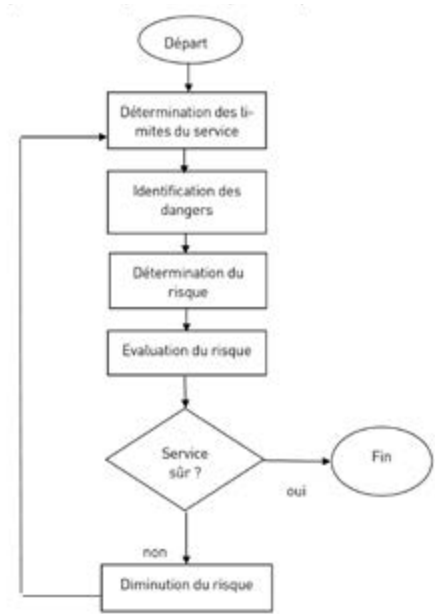 Départ
Détermination des li-
mites du service
Identification des
dangers
Détermination du
risque
Evaluation du risque
Service
sûr ?
Fin
oui
non
Diminution du risque